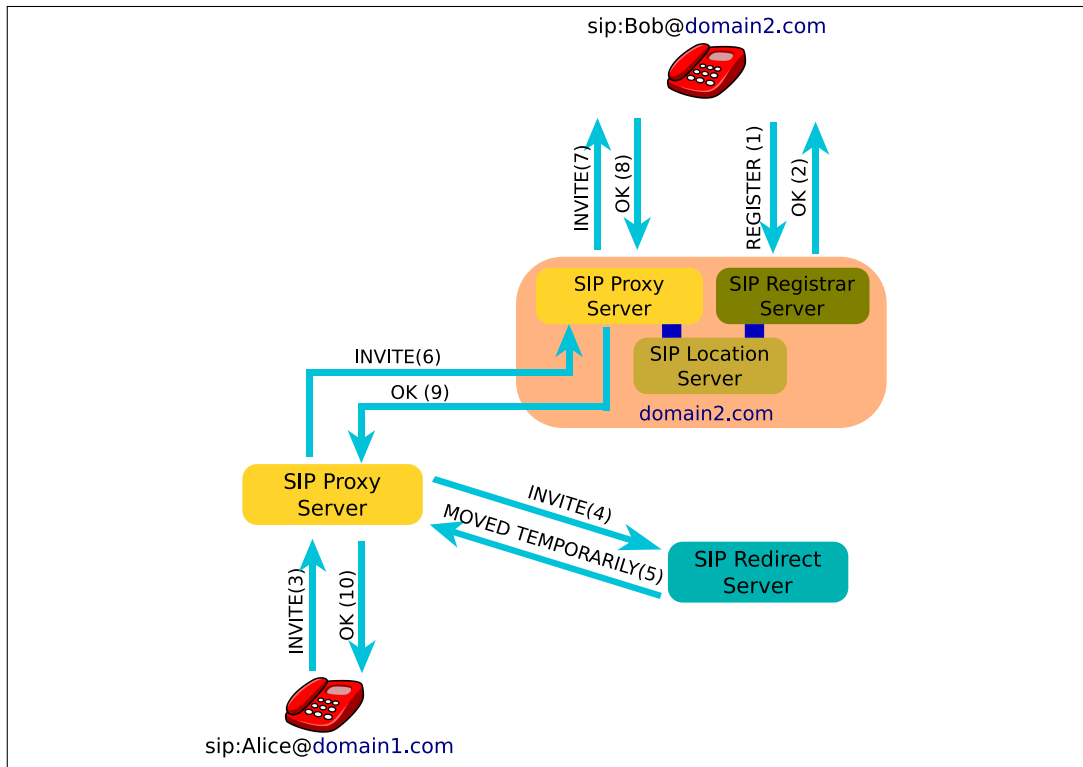 sip:Bob@domain2.com
INVITE(7)
OK (8)
REGISTER (1)
OK (2)
SIP Proxy
Server
SIP Registrar
Server
SIP Location
Server
domain2.com
INVITE(6)
OK (9)
SIP Proxy
Server
INVITE(4)
MOVED TEMPORARILY(5)
SIP Redirect
Server
INVITE(3)
OK (10)
sip:Alice@domain1.com